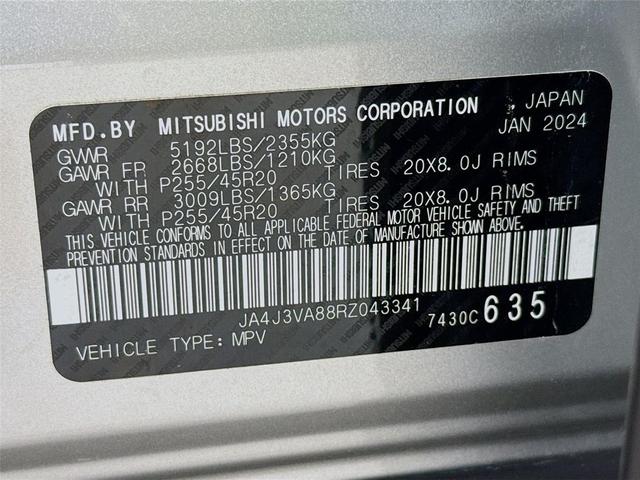 MFD.BY MITSUBISHI MOTORS CORPORATION, JAPAN
GVWR 5192LBS/2355KG JAN 2024
GAWR FR 2668LBS/1210KG
WITH P255/45R20 TIRES 20X8.0J RIMS
GAWR RR 3009LBS/1365KG
WITH P255/45R20 TIRES 20X8.0J RIMS
THIS VEHICLE CONFORMS TO ALL APPLICABLE FEDERAL MOTOR VEHICLE SAFETY AND THEFT
PREVENTION STANDARDS IN EFFECT ON THE DATE OF MANUFACTURE SHOWN ABOVE.
JA4J3VA88RZ043341
7430C 635
VEHICLE TYPE:MPV